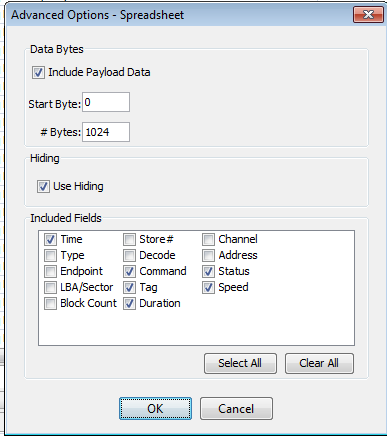 Advanced Options - Spreadsheet
Data Bytes
Include Payload Data
Start Byte: 0
# Bytes: 1024
Hiding
Use Hiding
Included Fields
Time Store# Channel
Type Decode Address
Endpoint Command Status
LBA/Sector Tag Speed
Block Count Duration
Select All Clear All
OK Cancel